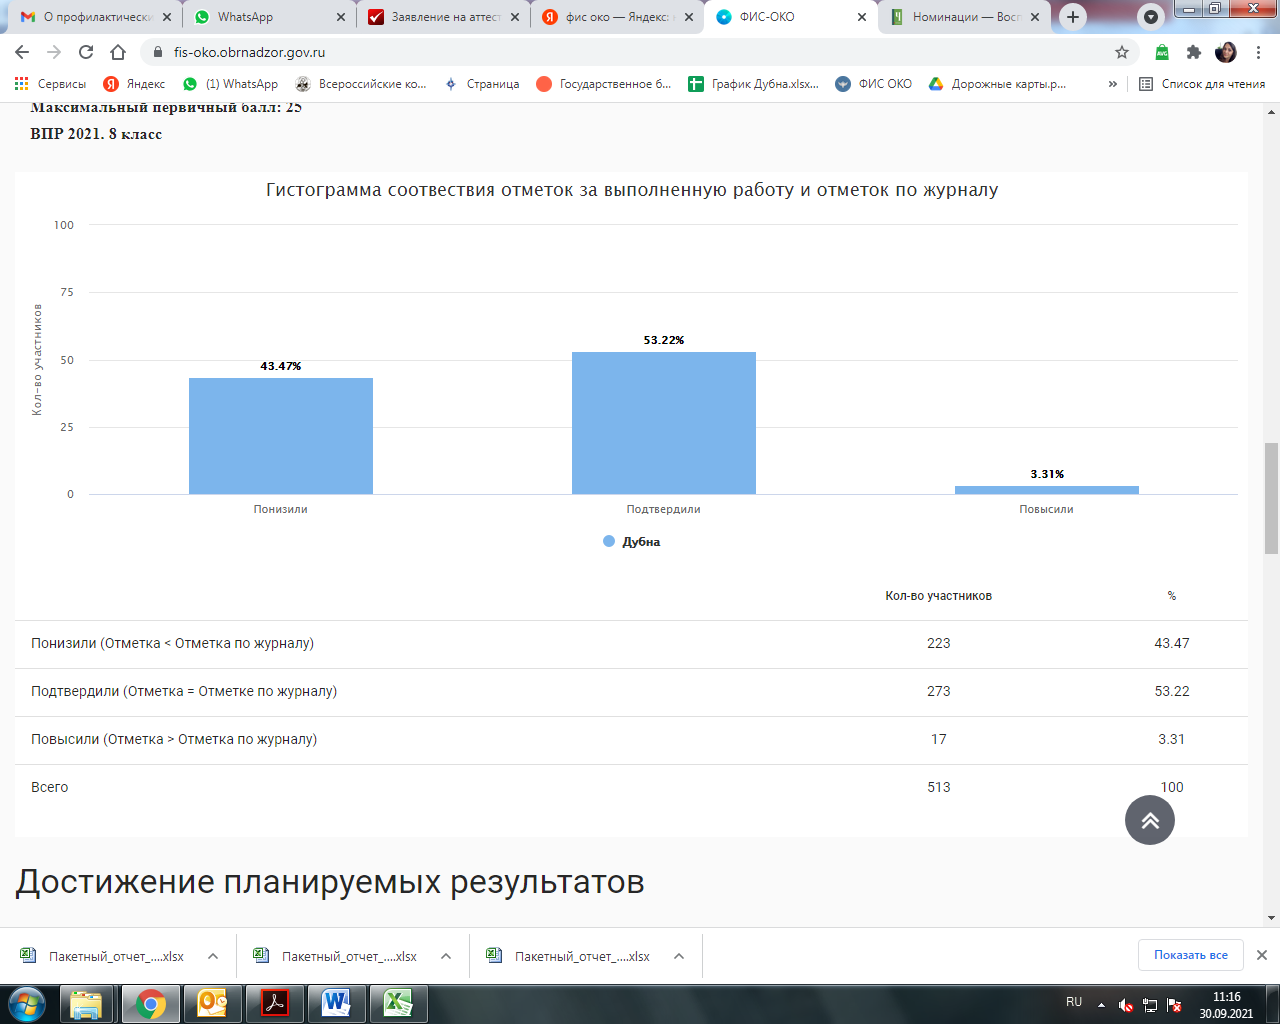 О профилактически
WhatsApp
Заявление на аттест
фис око — Яндекс:
ФИС-ОКО
Номинации — Восп
fis-oko.obrnadzor.gov.ru
Сервисы
Яндекс
(1) WhatsApp
Всероссийские ко...
Страница
Государственное б...
График Дубна.xlsx...
ФИС ОКО
Дорожные карты.p...
»
Список для чтения
Максимальный первичный балл: 25
ВПР 2021. 8 класс
Гистограмма соотвествия отметок за выполненную работу и отметок по журналу
Кол-во участников
100
75
50
25
0
43.47%
53.22%
3.31%
Понизили
Подтвердили
Повысили
Дубна
Кол-во участников %
Понизили (Отметка < Отметка по журналу) 223 43.47
Подтвердили (Отметка = Отметке по журналу) 273 53.22
Повысили (Отметка > Отметка по журналу) 17 3.31
Всего 513 100
Достижение планируемых результатов
Пакетный_отчет_....xlsx
Пакетный_отчет_....xlsx
Пакетный_отчет_....xlsx
Показать все
RU
11:16
30.09.2021